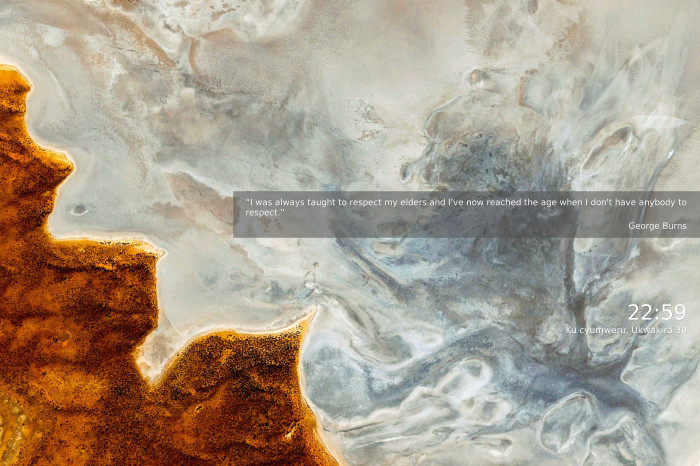 “I was always taught to respect my elders and I've now reached the age when I don't have anybody to
respect.”
George Burns
22:59
Ku cyumweru, Ukwakira 30